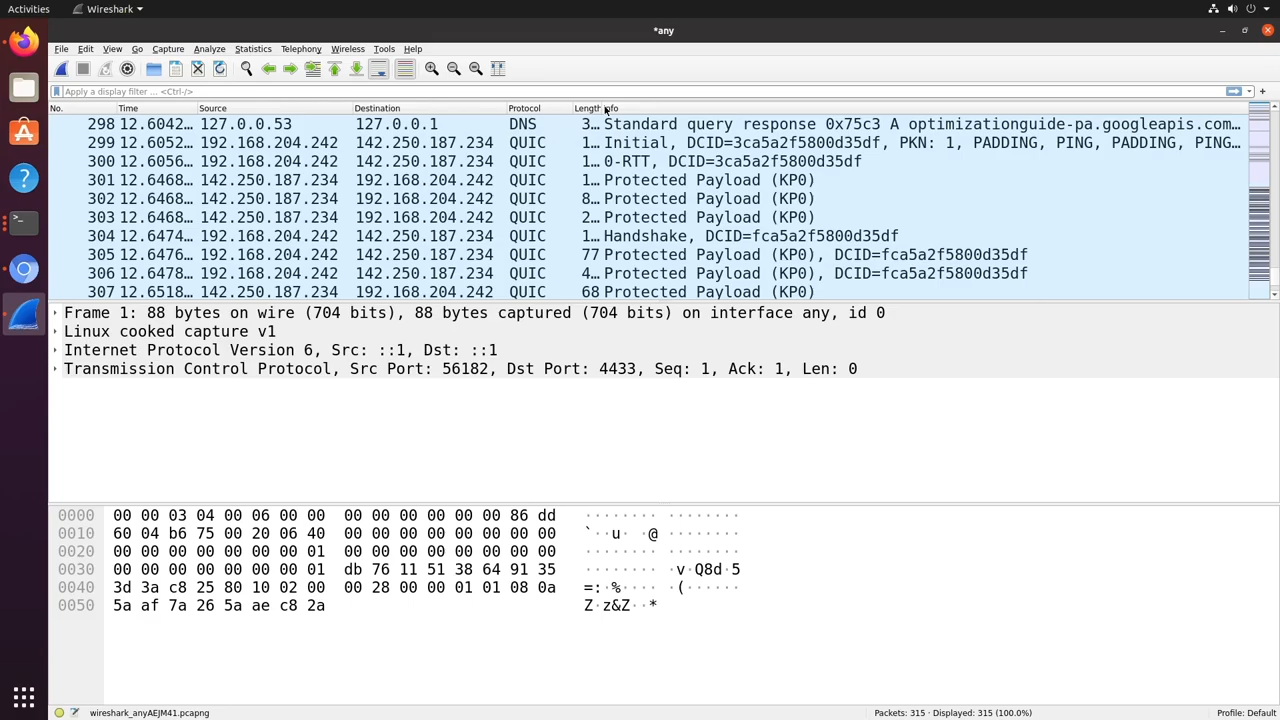 Activities Wireshark
*any
File Edit View Go Capture Analyze Statistics Telephony Wireless Tools Help
Apply a display filter ... <Ctrl-/>
No. Time Source Destination Protocol Length Info
298 12.6042… 127.0.0.53 127.0.0.1 DNS 3… Standard query response 0x75c3 A optimizationguide-pa.googleapis.com…
299 12.6052… 192.168.204.242 142.250.187.234 QUIC 1… Initial, DCID=3ca5a2f5800d35df, PKN: 1, PADDING, PING, PADDING, PING…
300 12.6056… 192.168.204.242 142.250.187.234 QUIC 1… 0-RTT, DCID=3ca5a2f5800d35df
301 12.6468… 142.250.187.234 192.168.204.242 QUIC 1… Protected Payload (KP0)
302 12.6468… 142.250.187.234 192.168.204.242 QUIC 8… Protected Payload (KP0)
303 12.6468… 142.250.187.234 192.168.204.242 QUIC 2… Protected Payload (KP0)
304 12.6474… 192.168.204.242 142.250.187.234 QUIC 1… Handshake, DCID=fca5a2f5800d35df
305 12.6476… 192.168.204.242 142.250.187.234 QUIC 77 Protected Payload (KP0), DCID=fca5a2f5800d35df
306 12.6478… 192.168.204.242 142.250.187.234 QUIC 4… Protected Payload (KP0), DCID=fca5a2f5800d35df
307 12.6518… 142.250.187.234 192.168.204.242 QUIC 68 Protected Payload (KP0)
Frame 1: 88 bytes on wire (704 bits), 88 bytes captured (704 bits) on interface any, id 0
Linux cooked capture v1
Internet Protocol Version 6, Src: ::1, Dst: ::1
Transmission Control Protocol, Src Port: 56182, Dst Port: 4433, Seq: 1, Ack: 1, Len: 0
0000 00 00 03 04 00 06 00 00 00 00 00 00 00 00 86 dd ········ ········
0010 60 04 b6 75 00 20 06 40 00 00 00 00 00 00 00 00 `··u· ·@ ········
0020 00 00 00 00 00 00 00 01 00 00 00 00 00 00 00 00 ········ ········
0030 00 00 00 00 00 00 00 01 db 76 11 51 38 64 91 35 ········ ·v·Q8d·5
0040 3d 3a c8 25 80 10 02 00 00 28 00 00 01 01 08 0a =:·%···· ·(······
0050 5a af 7a 26 5a ae c8 2a Z·z&Z··*
wireshark_anyAEJM41.pcapng Packets: 315 · Displayed: 315 (100.0%) Profile: Default